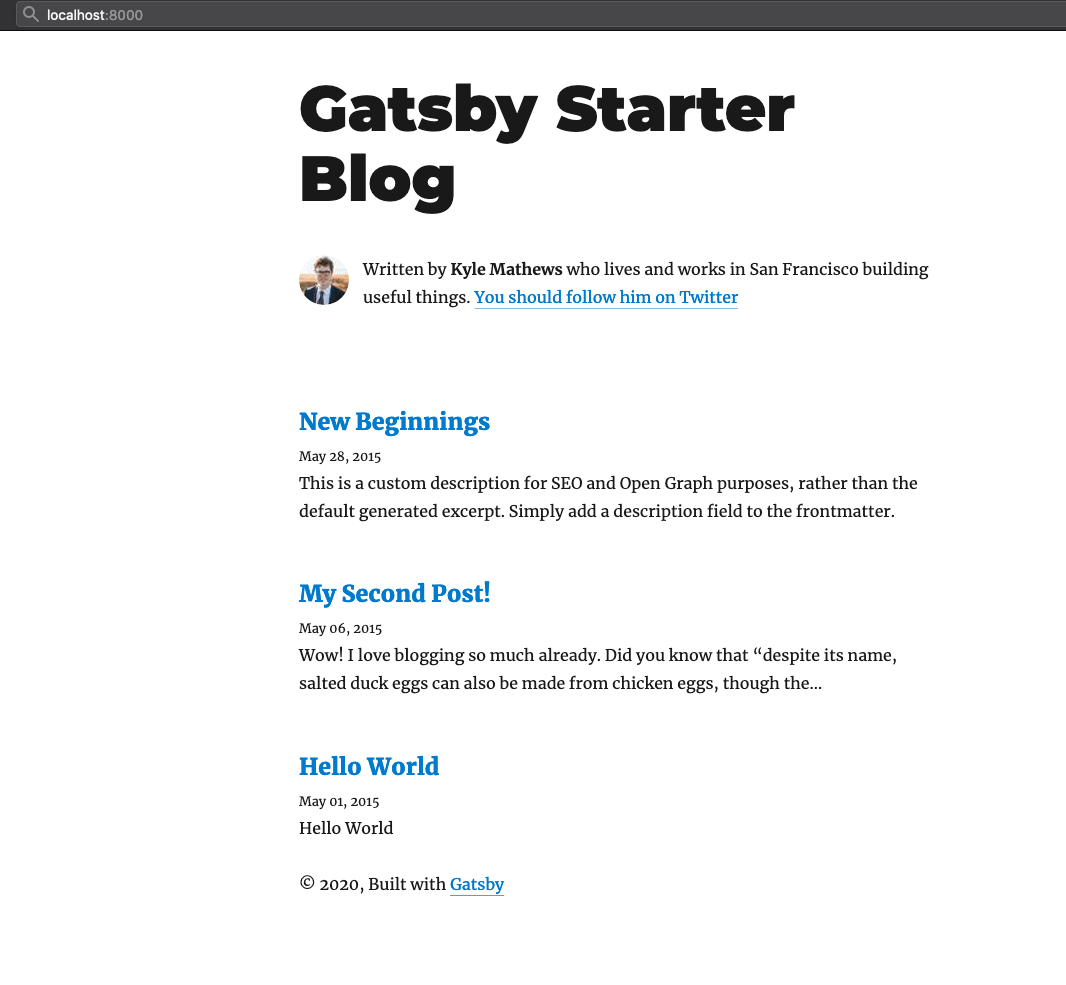 localhost:8000
Gatsby Starter
Blog
Written by Kyle Mathews who lives and works in San Francisco building
useful things. You should follow him on Twitter
New Beginnings
May 28, 2015
This is a custom description for SEO and Open Graph purposes, rather than the
default generated excerpt. Simply add a description field to the frontmatter.
My Second Post!
May 06, 2015
Wow! I love blogging so much already. Did you know that “despite its name,
salted duck eggs can also be made from chicken eggs, though the…
Hello World
May 01, 2015
Hello World
© 2020, Built with Gatsby